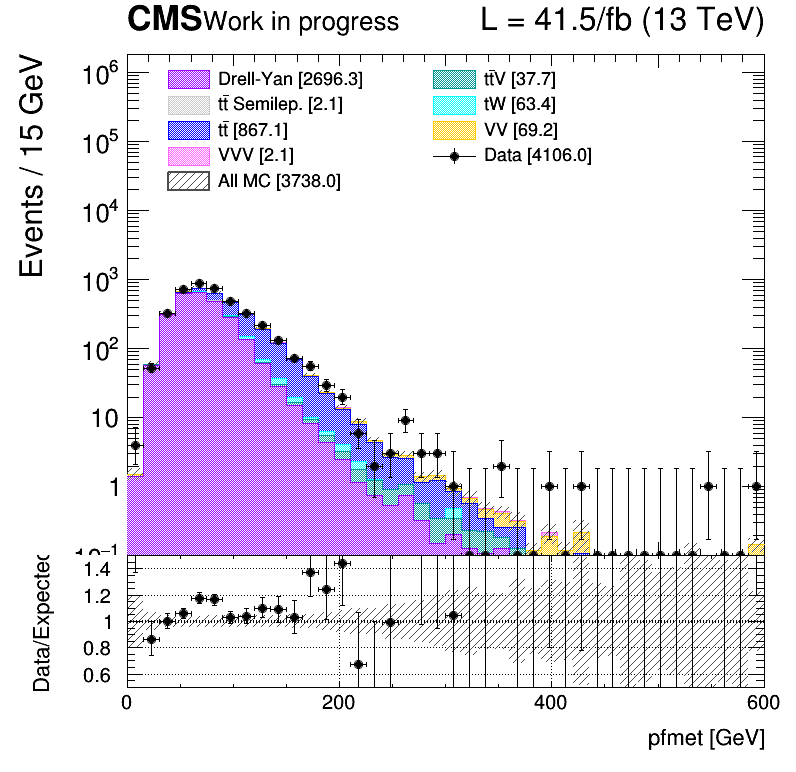 CMS Work in progress L = 41.5/fb (13 TeV)
Events / 15 GeV
10⁶
10⁵
10⁴
10³
10²
10
1
10⁻¹
Drell-Yan [2696.3]
tt̄ Semilep. [2.1]
tt̄ [867.1]
VVV [2.1]
All MC [3738.0]
tt̄V [37.7]
tW [63.4]
VV [69.2]
Data [4106.0]
Data/Expected
1.4
1.2
1
0.8
0.6
0 200 400 600
pfmet [GeV]